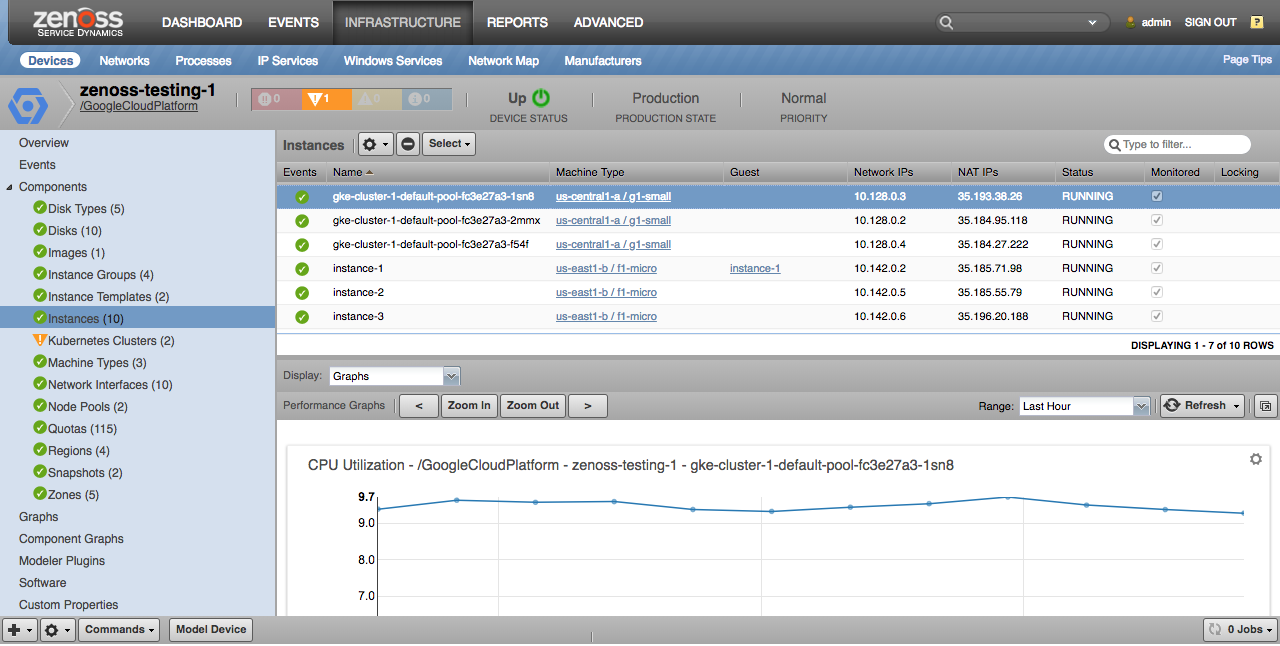 zenoss
SERVICE DYNAMICS
DASHBOARD EVENTS INFRASTRUCTURE REPORTS ADVANCED
admin SIGN OUT ?
Devices Networks Processes IP Services Windows Services Network Map Manufacturers Page Tips
zenoss-testing-1
/GoogleCloudPlatform
0 1 0 0
Up
DEVICE STATUS
Production
PRODUCTION STATE
Normal
PRIORITY
Overview
Events
Components
Disk Types (5)
Disks (10)
Images (1)
Instance Groups (4)
Instance Templates (2)
Instances (10)
Kubernetes Clusters (2)
Machine Types (3)
Network Interfaces (10)
Node Pools (2)
Quotas (115)
Regions (4)
Snapshots (2)
Zones (5)
Graphs
Component Graphs
Modeler Plugins
Software
Custom Properties
Instances Select Type to filter...
Events Name Machine Type Guest Network IPs NAT IPs Status Monitored Locking
gke-cluster-1-default-pool-fc3e27a3-1sn8 us-central1-a / g1-small 10.128.0.3 35.193.38.26 RUNNING
gke-cluster-1-default-pool-fc3e27a3-2mmx us-central1-a / g1-small 10.128.0.2 35.184.95.118 RUNNING
gke-cluster-1-default-pool-fc3e27a3-f54f us-central1-a / g1-small 10.128.0.4 35.184.27.222 RUNNING
instance-1 us-east1-b / f1-micro instance-1 10.142.0.2 35.185.71.98 RUNNING
instance-2 us-east1-b / f1-micro 10.142.0.5 35.185.55.79 RUNNING
instance-3 us-east1-b / f1-micro 10.142.0.6 35.196.20.188 RUNNING
DISPLAYING 1 - 7 of 10 ROWS
Display: Graphs
Performance Graphs < Zoom In Zoom Out > Range: Last Hour Refresh
CPU Utilization - /GoogleCloudPlatform - zenoss-testing-1 - gke-cluster-1-default-pool-fc3e27a3-1sn8
9.7
9.0
8.0
7.0
Commands Model Device 0 Jobs